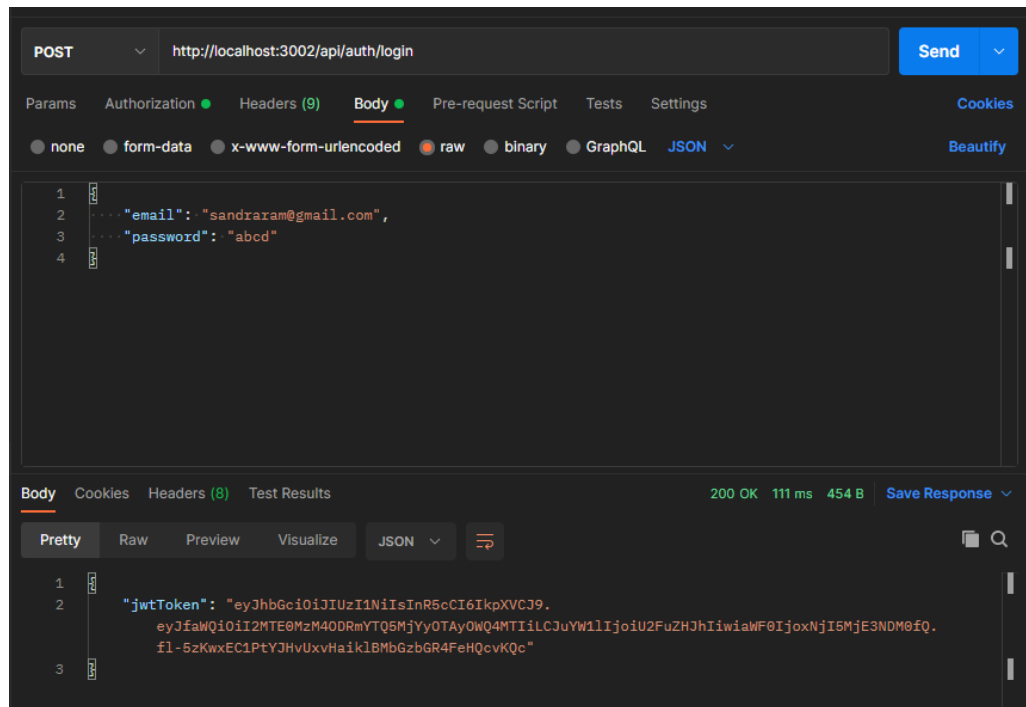 POST http://localhost:3002/api/auth/login Send
Params Authorization Headers (9) Body Pre-request Script Tests Settings Cookies
none form-data x-www-form-urlencoded raw binary GraphQL JSON Beautify
1 {
2 "email": "sandraram@gmail.com",
3 "password": "abcd"
4 }
Body Cookies Headers (8) Test Results 200 OK 111 ms 454 B Save Response
Pretty Raw Preview Visualize JSON
1 {
2 "jwtToken": "eyJhbGciOiJIUzI1NiIsInR5cCI6IkpXVCJ9.
eyJfaWQiOiI2MTE0MzM4ODRmYTQ5MjYyOTAyOWQ4MTIiLCJuYW1lIjoiU2FuZHJhIiwiaWF0IjoxNjI5MjE3NDM0fQ.
fl-5zKwxEC1PtYJHvUxvHaiklBMbGzbGR4FeHQcvKQc"
3 }